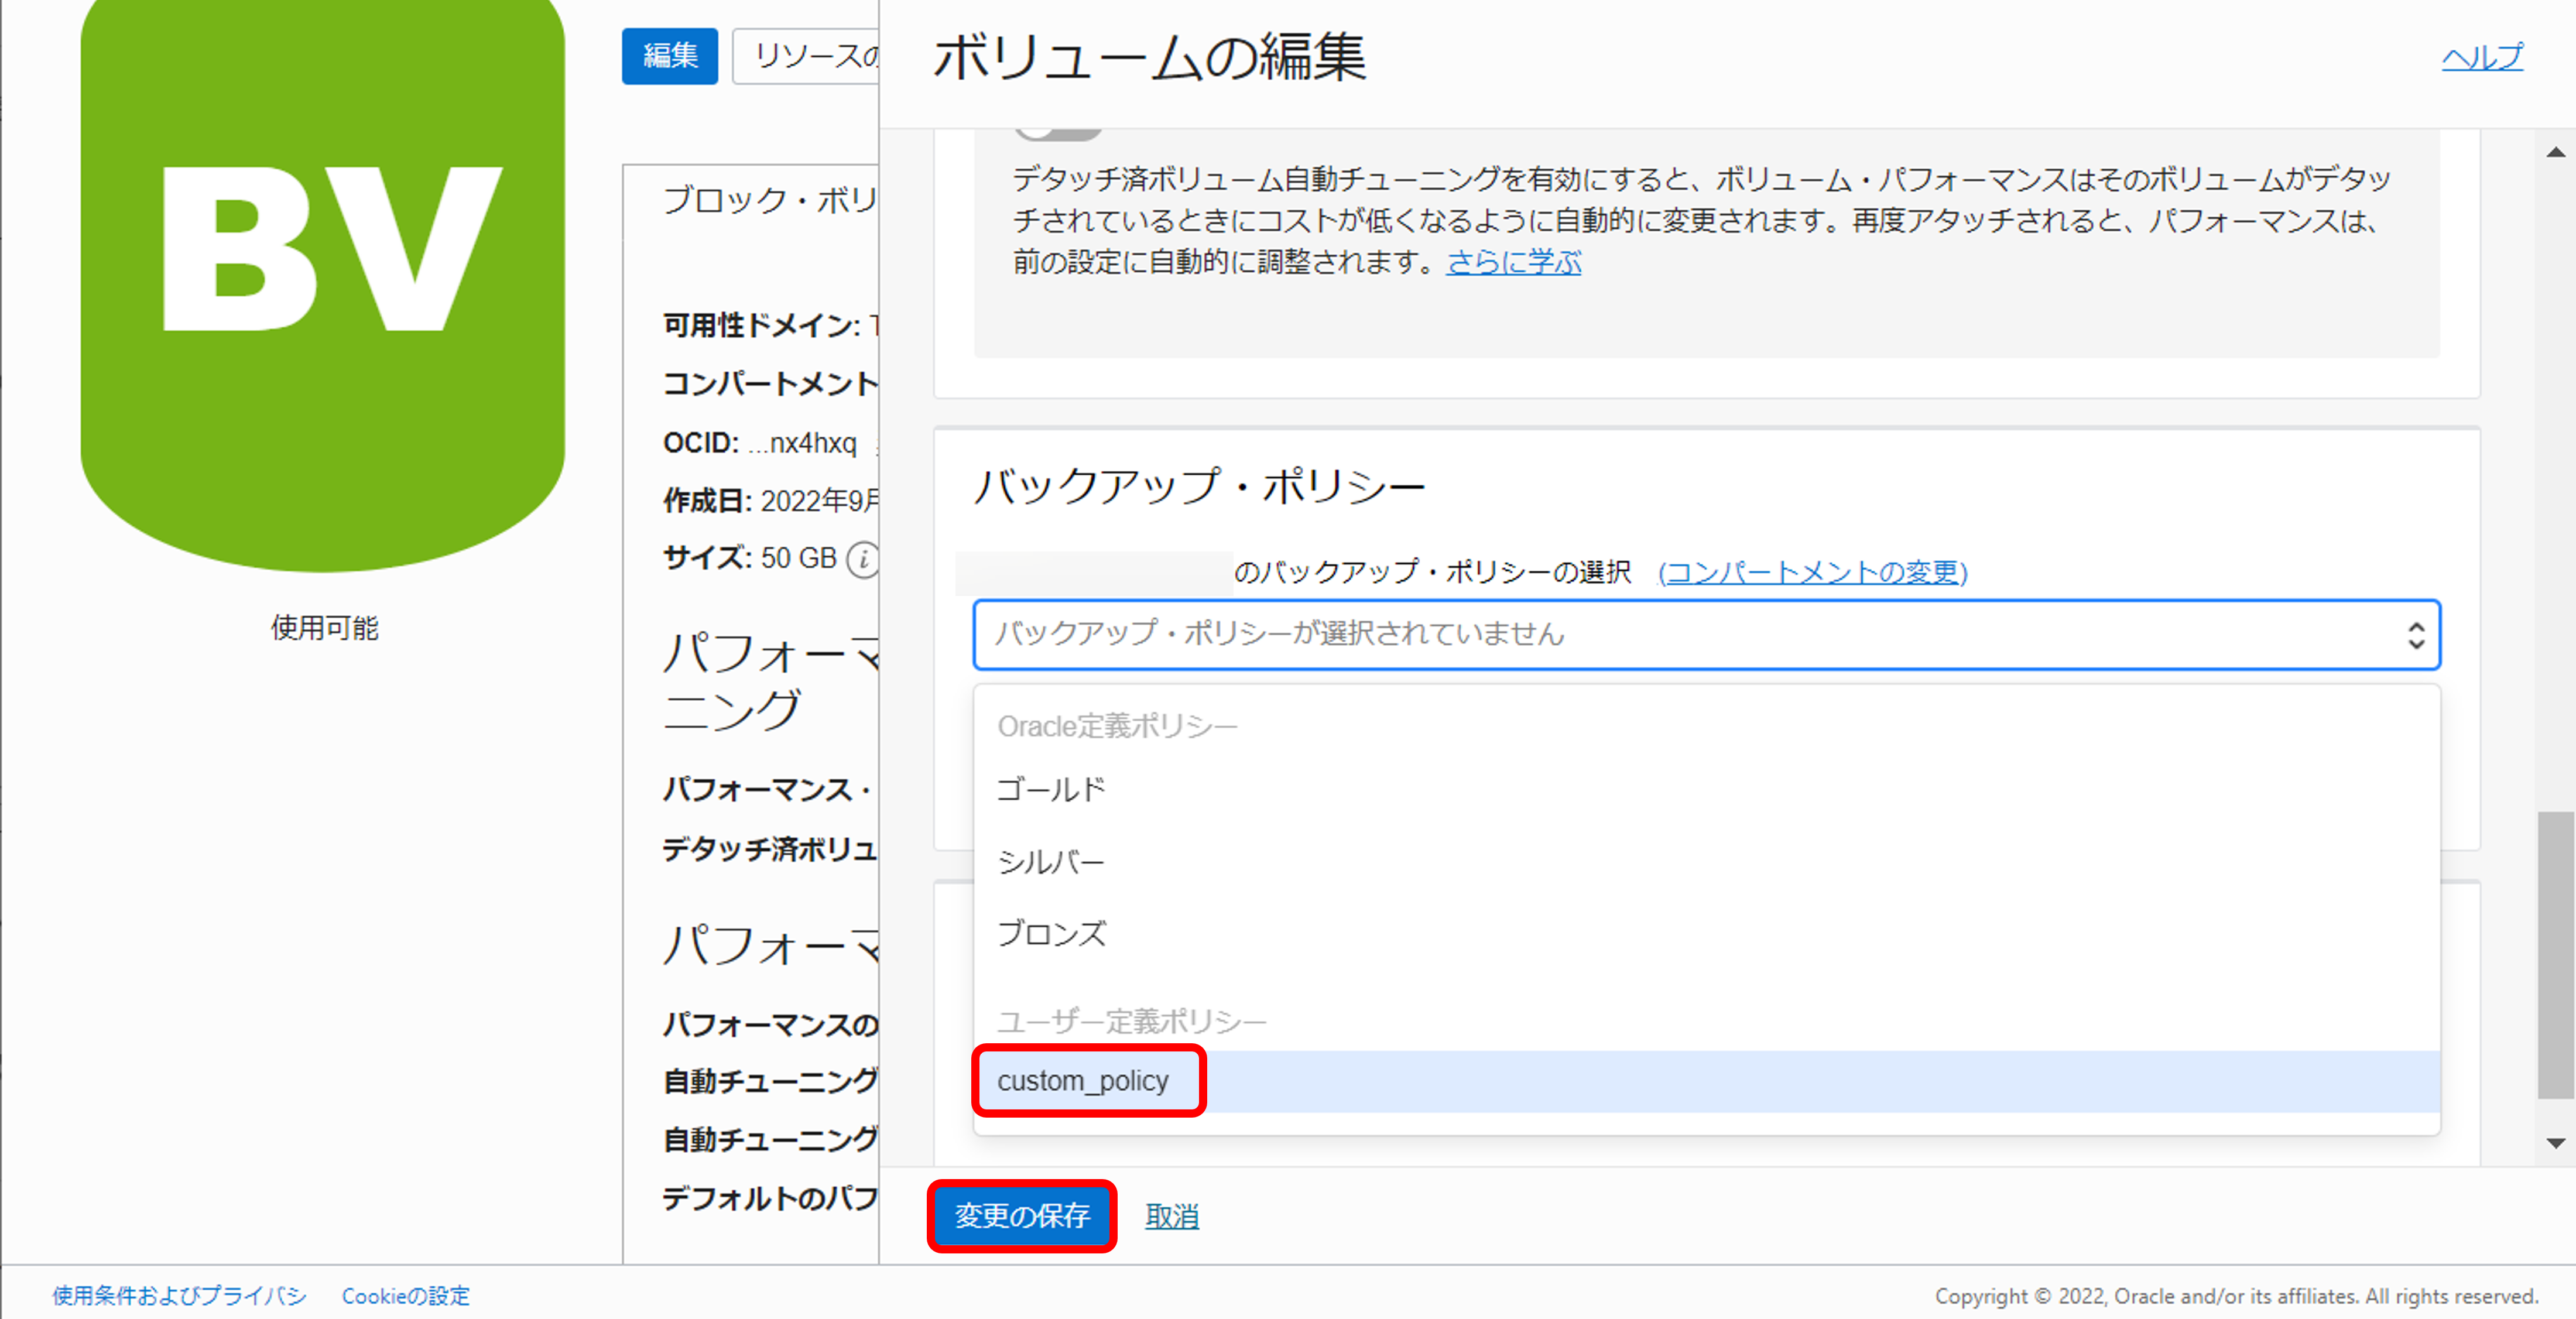 BV
使用可能
編集
リソースの
ブロック・ボリ
可用性ドメイン: T
コンパートメント
OCID: ...nx4hxq
作成日: 2022年9月
サイズ: 50 GB
パフォーマ
ニング
パフォーマンス・
デタッチ済ボリュ
パフォーマ
パフォーマンスの
自動チューニング
自動チューニング
デフォルトのパフ
ボリュームの編集
ヘルプ
デタッチ済ボリューム自動チューニングを有効にすると、ボリューム・パフォーマンスはそのボリュームがデタッ
チされているときにコストが低くなるように自動的に変更されます。再度アタッチされると、パフォーマンスは、
前の設定に自動的に調整されます。さらに学ぶ
バックアップ・ポリシー
のバックアップ・ポリシーの選択 (コンパートメントの変更)
バックアップ・ポリシーが選択されていません
Oracle定義ポリシー
ゴールド
シルバー
ブロンズ
ユーザー定義ポリシー
custom_policy
変更の保存 取消
使用条件およびプライバシ Cookieの設定
Copyright © 2022, Oracle and/or its affiliates. All rights reserved.